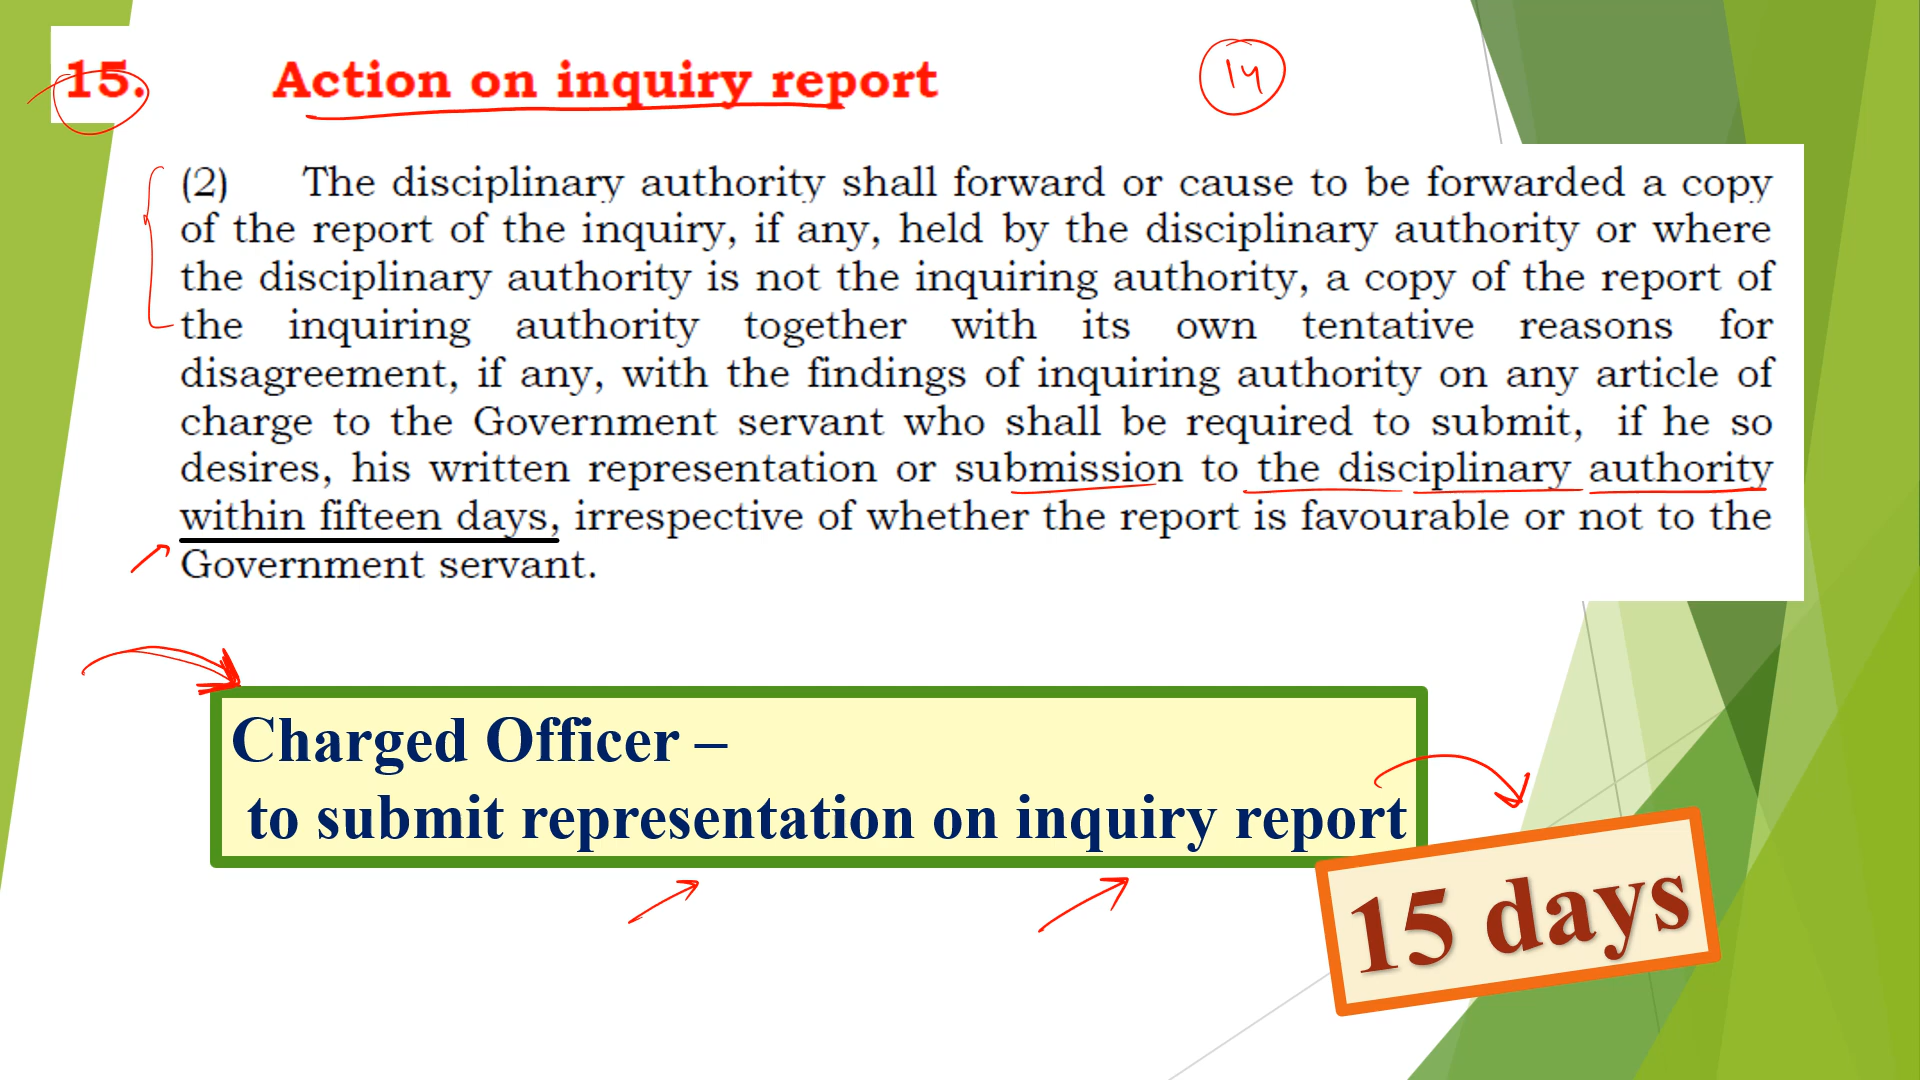 15. Action on inquiry report 14
(2) The disciplinary authority shall forward or cause to be forwarded a copy
of the report of the inquiry, if any, held by the disciplinary authority or where
the disciplinary authority is not the inquiring authority, a copy of the report of
the inquiring authority together with its own tentative reasons for
disagreement, if any, with the findings of inquiring authority on any article of
charge to the Government servant who shall be required to submit, if he so
desires, his written representation or submission to the disciplinary authority
within fifteen days, irrespective of whether the report is favourable or not to the
Government servant.
Charged Officer –
to submit representation on inquiry report
15 days